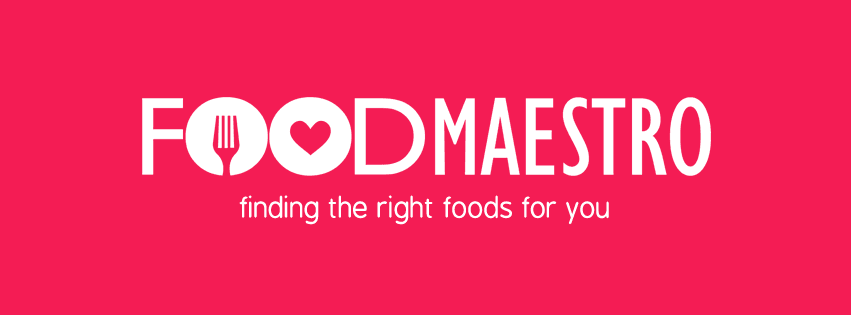 FOODMAESTRO
finding the right foods for you